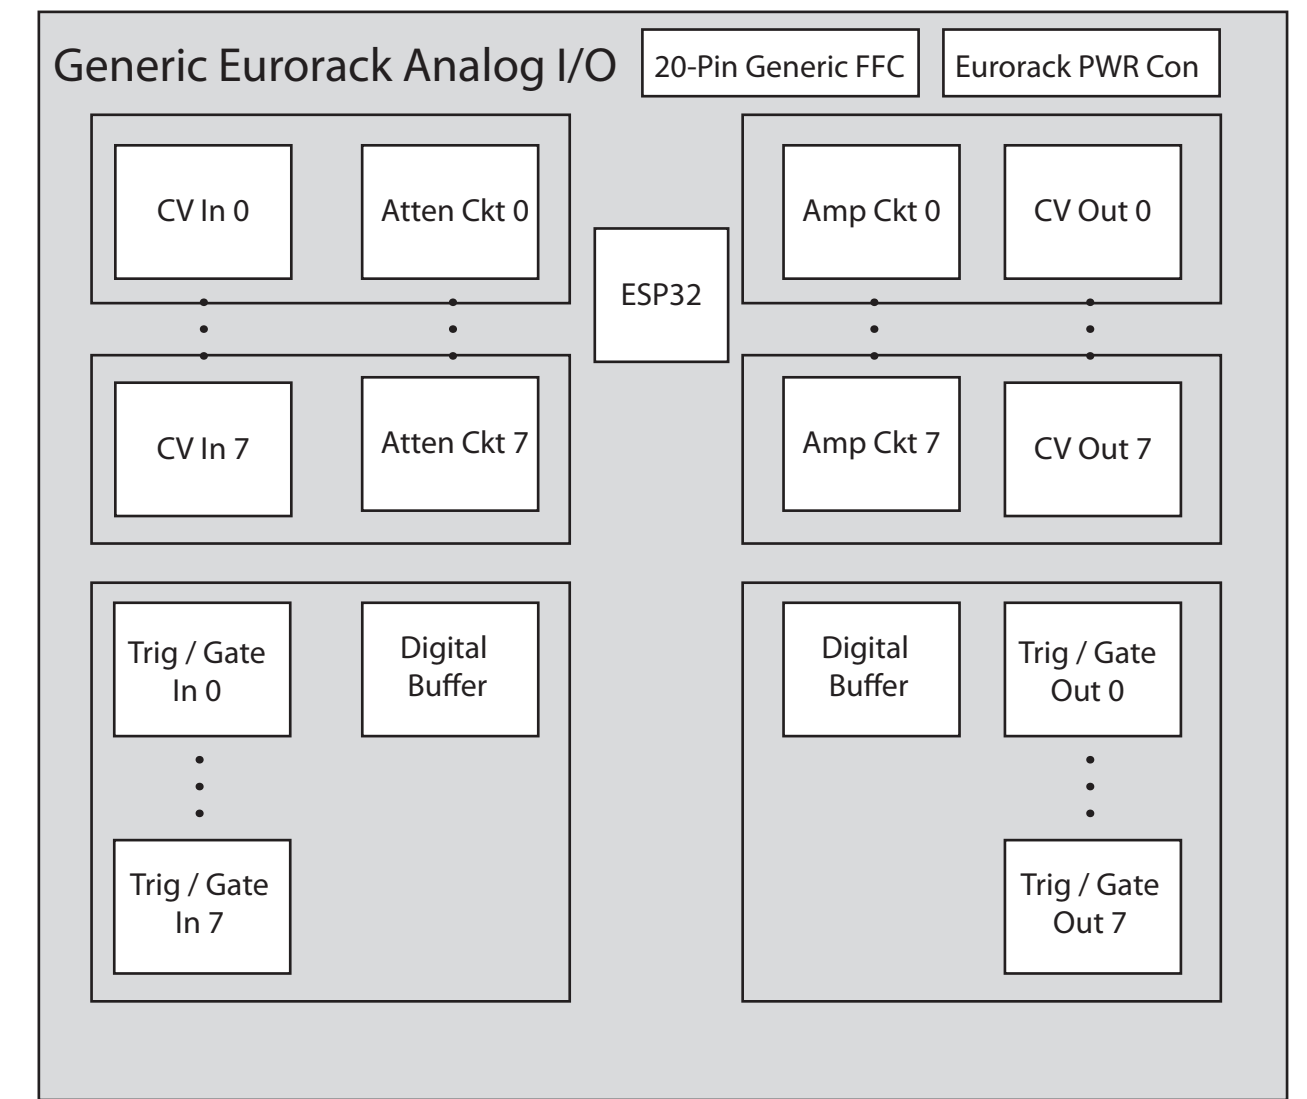 Generic Eurorack Analog I/O
20-Pin Generic FFC
Eurorack PWR Con
CV In 0
Atten Ckt 0
ESP32
Amp Ckt 0
CV Out 0
CV In 7
Atten Ckt 7
Amp Ckt 7
CV Out 7
Trig / Gate
In 0
Digital
Buffer
Digital
Buffer
Trig / Gate
Out 0
Trig / Gate
In 7
Trig / Gate
Out 7